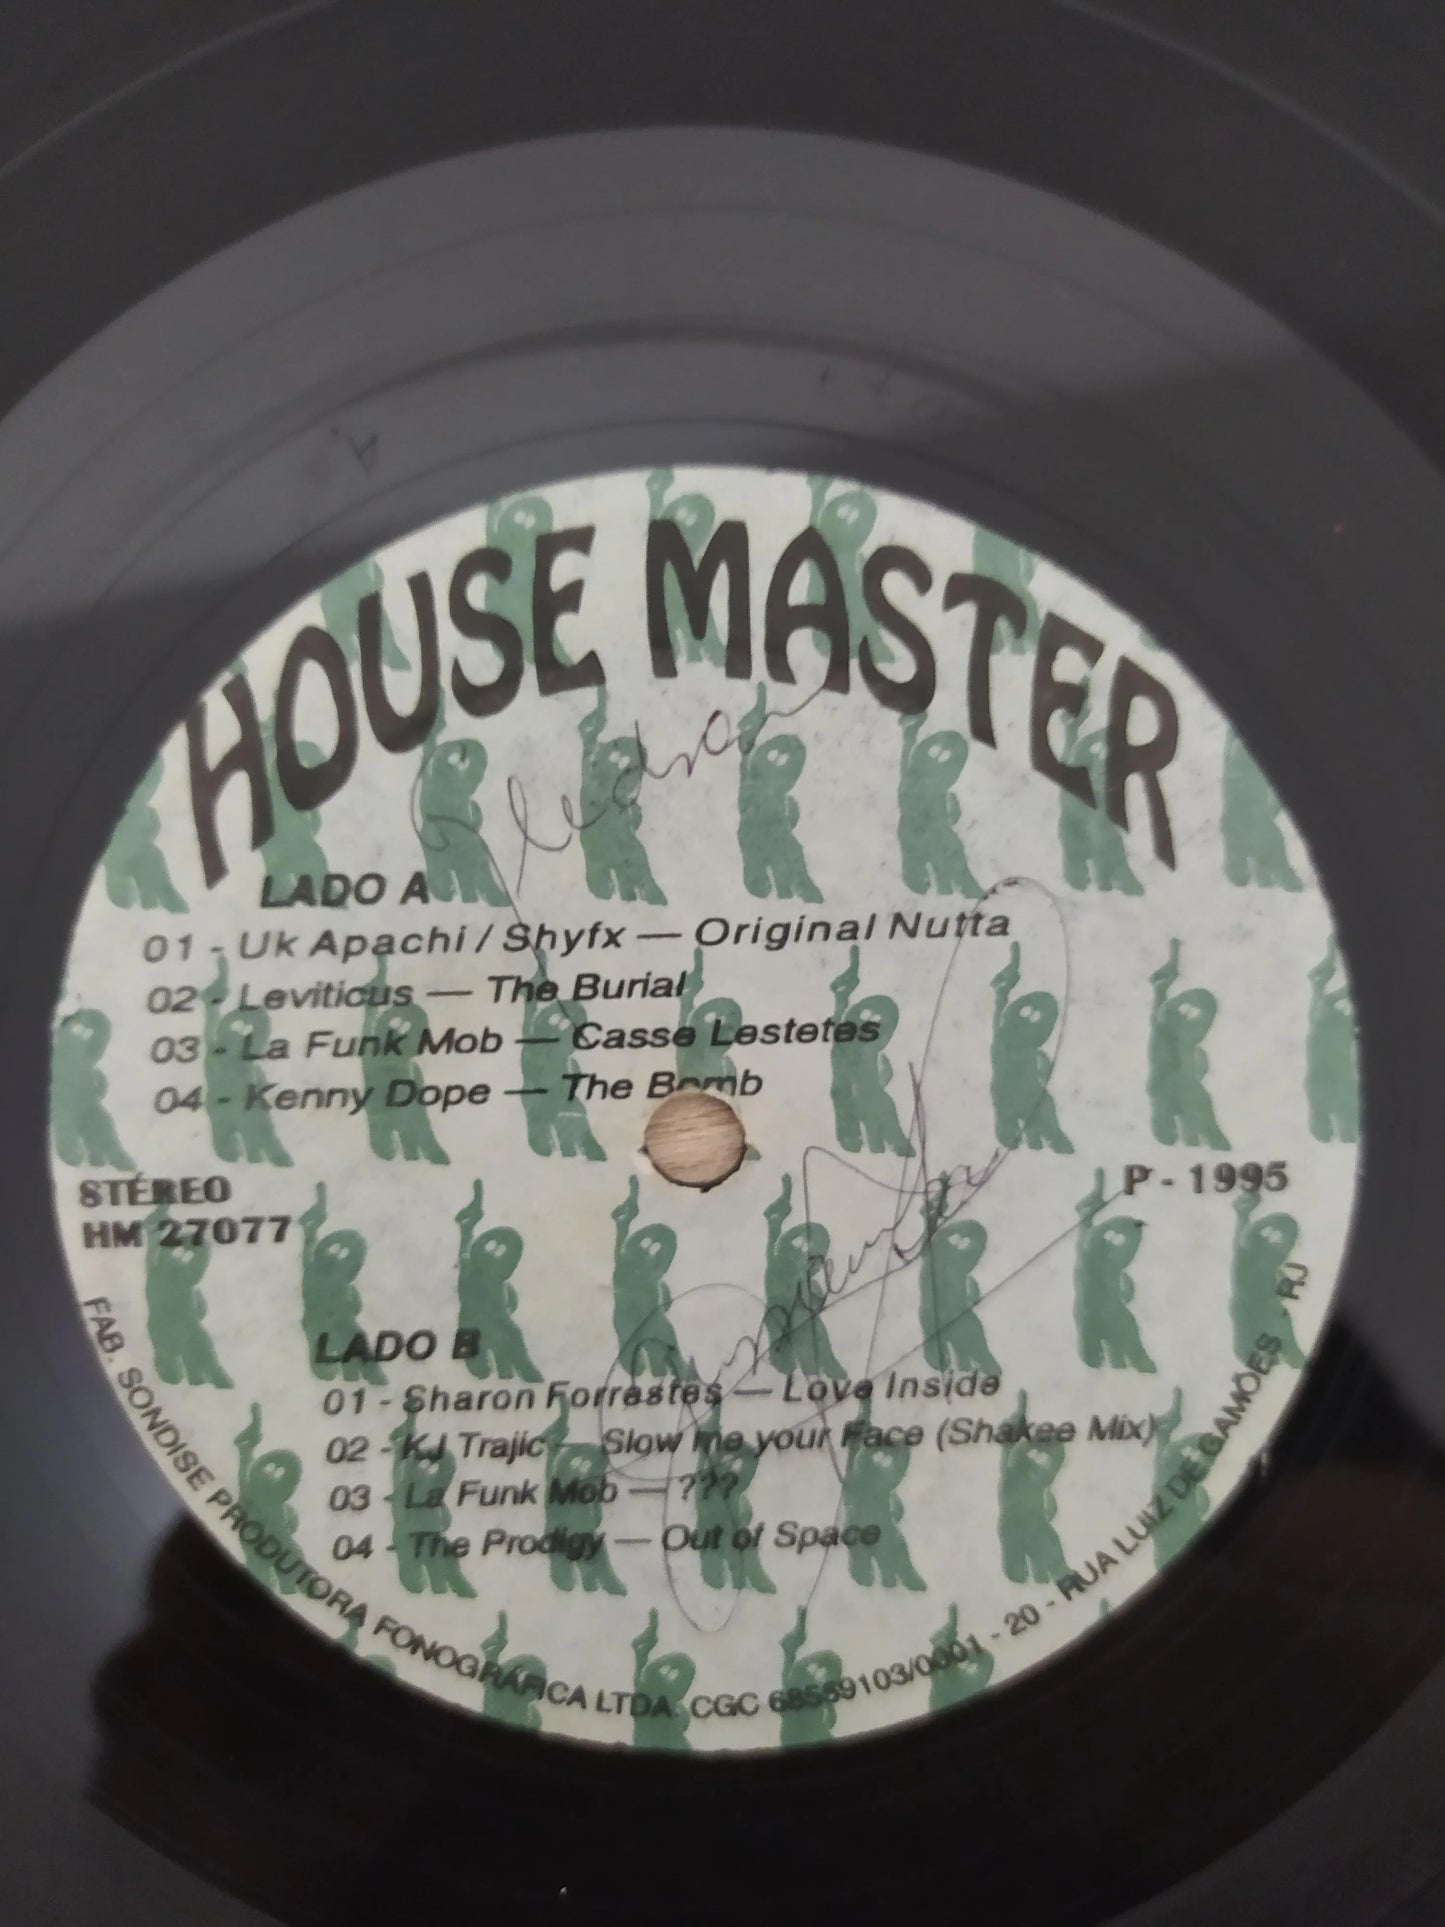 HOUSE MASTER
Gledson
LADO A
01 - Uk Apachi / Shyfx — Original Nutta
02 - Leviticus — The Burial
03 - La Funk Mob — Casse Lestetes
04 - Kenny Dope — The Bomb
STÉREO
HM 27077
P - 1995
LADO B
01 - Sharon Forrestes — Love Inside
02 - KJ Trajic — Slow me your Face (Shakee Mix)
03 - La Funk Mob — ???
04 - The Prodigy — Out of Space
FAB. SONDISE PRODUTORA FONOGRÁFICA LTDA. CGC 68559103/0001 - 20 - RUA LUIZ DE GAMÕES - RJ